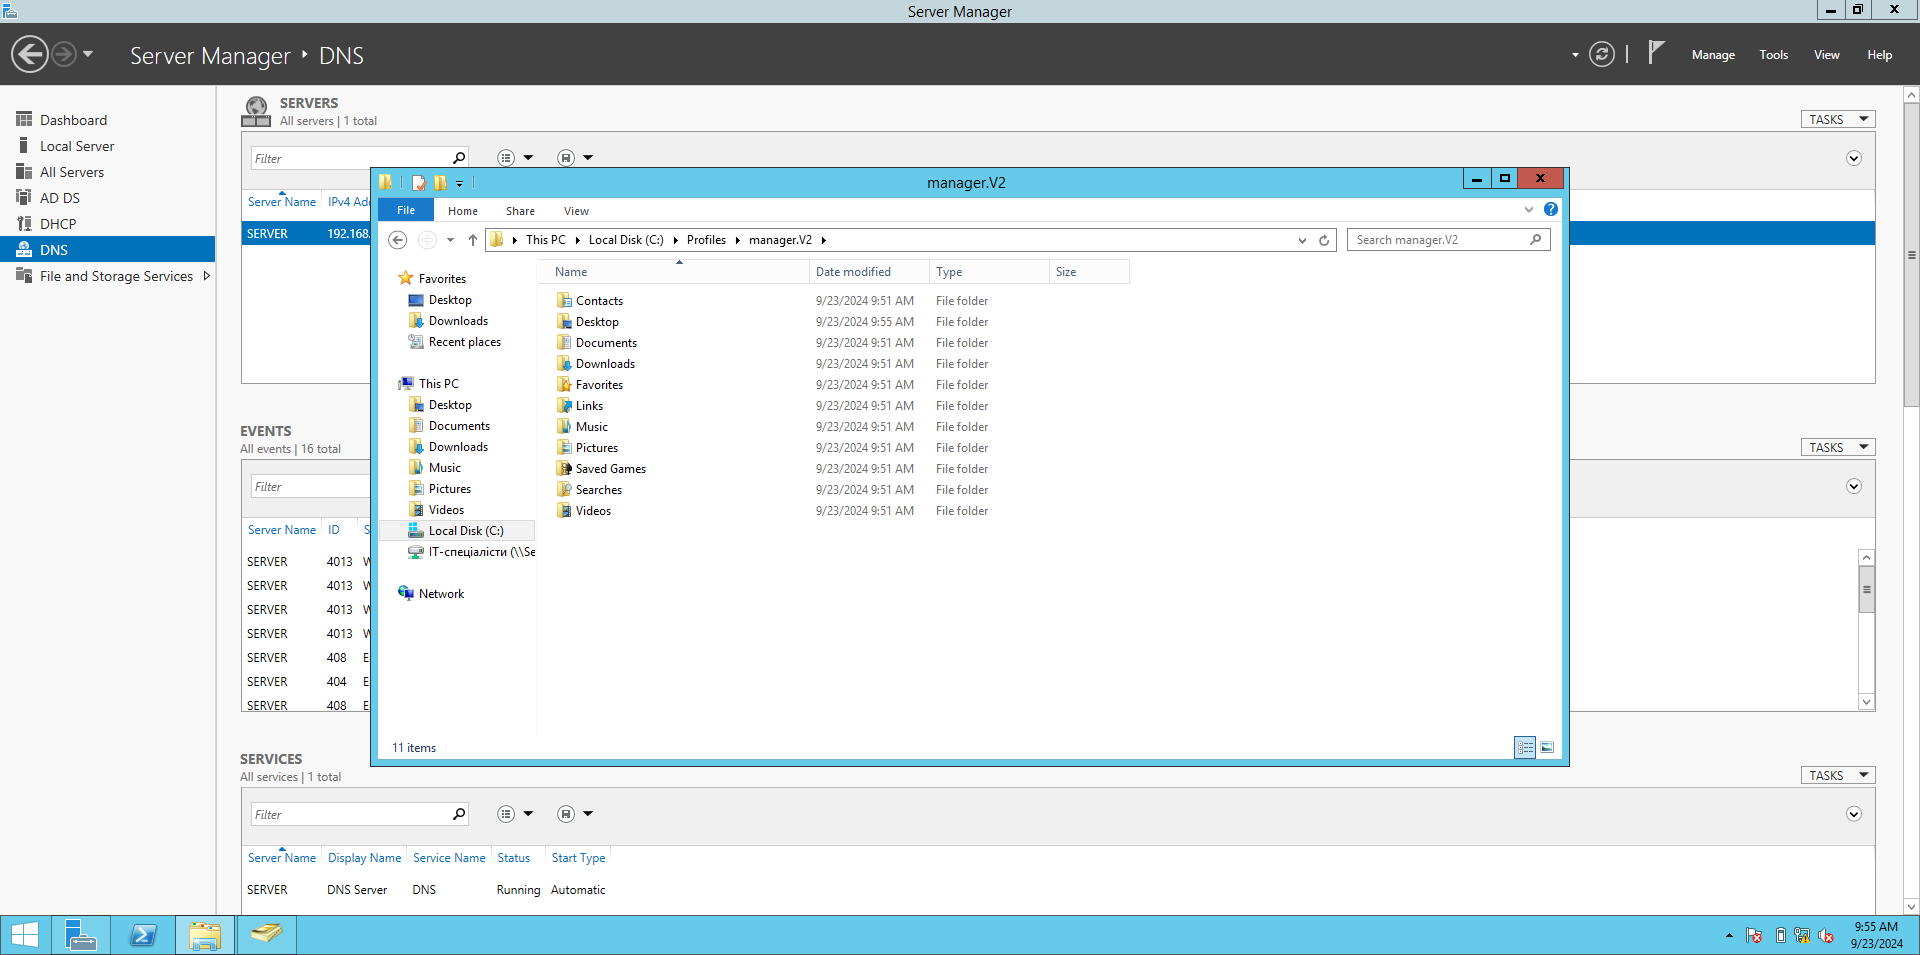 Server Manager
Server Manager ‣ DNS
Manage Tools View Help
Dashboard
Local Server
All Servers
AD DS
DHCP
DNS
File and Storage Services
SERVERS
All servers | 1 total
TASKS
Filter
Server Name IPv4 Add
SERVER 192.168.
EVENTS
All events | 16 total
TASKS
Filter
Server Name ID S
SERVER 4013 W
SERVER 4013 W
SERVER 4013 W
SERVER 4013 W
SERVER 408 E
SERVER 404 E
SERVER 408 E
SERVICES
All services | 1 total
TASKS
Filter
Server Name Display Name Service Name Status Start Type
SERVER DNS Server DNS Running Automatic
manager.V2
File Home Share View
This PC Local Disk (C:) Profiles manager.V2
Search manager.V2
Favorites
Desktop
Downloads
Recent places
This PC
Desktop
Documents
Downloads
Music
Pictures
Videos
Local Disk (C:)
ІТ-спеціалісти (\\Se
Network
Name Date modified Type Size
Contacts 9/23/2024 9:51 AM File folder
Desktop 9/23/2024 9:55 AM File folder
Documents 9/23/2024 9:51 AM File folder
Downloads 9/23/2024 9:51 AM File folder
Favorites 9/23/2024 9:51 AM File folder
Links 9/23/2024 9:51 AM File folder
Music 9/23/2024 9:51 AM File folder
Pictures 9/23/2024 9:51 AM File folder
Saved Games 9/23/2024 9:51 AM File folder
Searches 9/23/2024 9:51 AM File folder
Videos 9/23/2024 9:51 AM File folder
11 items
9:55 AM
9/23/2024